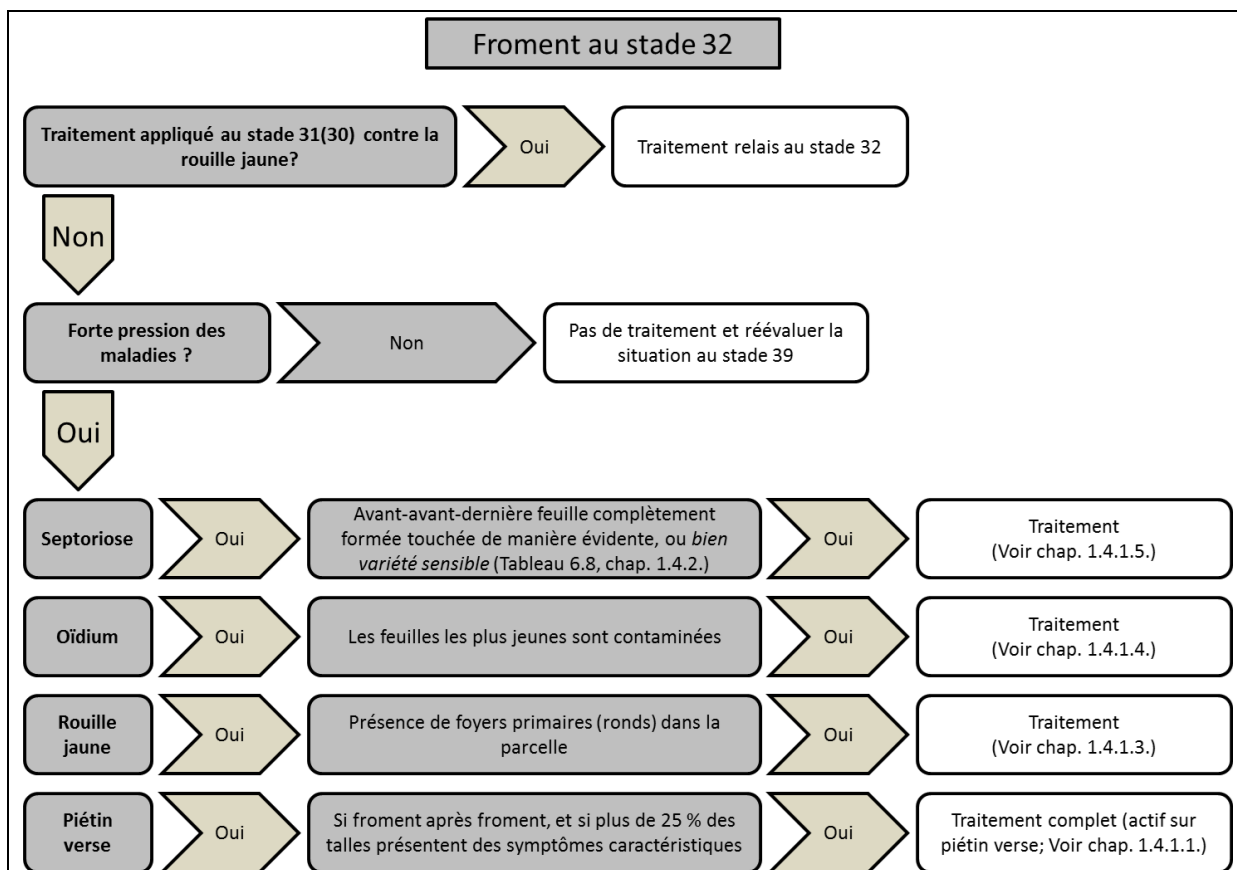 Froment au stade 32
Traitement appliqué au stade 31(30) contre la
rouille jaune?
Oui
Traitement relais au stade 32
Non
Forte pression des
maladies ?
Non
Pas de traitement et réévaluer la
situation au stade 39
Oui
Septoriose
Oui
Avant-avant-dernière feuille complètement
formée touchée de manière évidente, ou bien
variété sensible (Tableau 6.8, chap. 1.4.2.)
Oui
Traitement
(Voir chap. 1.4.1.5.)
Oïdium
Oui
Les feuilles les plus jeunes sont contaminées
Oui
Traitement
(Voir chap. 1.4.1.4.)
Rouille
jaune
Oui
Présence de foyers primaires (ronds) dans la
parcelle
Oui
Traitement
(Voir chap. 1.4.1.3.)
Piétin
verse
Oui
Si froment après froment, et si plus de 25 % des
talles présentent des symptômes caractéristiques
Oui
Traitement complet (actif sur
piétin verse; Voir chap. 1.4.1.1.)